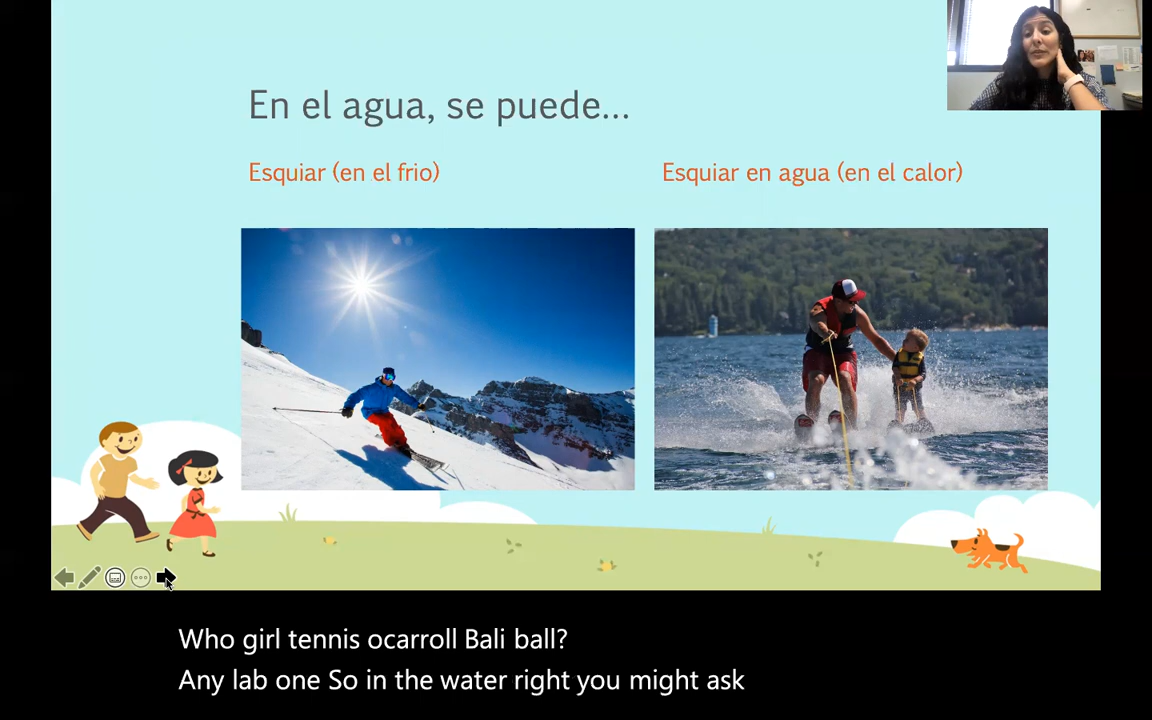 En el agua, se puede...
Esquiar (en el frio)
Esquiar en agua (en el calor)
Who girl tennis ocarroll Bali ball?
Any lab one So in the water right you might ask